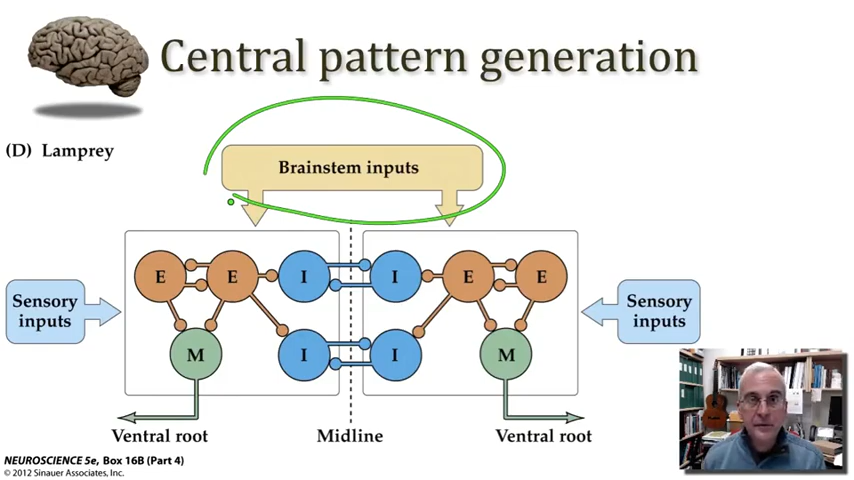 Central pattern generation
(D) Lamprey
Brainstem inputs
E
E
I
I
E
E
Sensory
inputs
Sensory
inputs
M
I
I
M
Ventral root
Midline
Ventral root
NEUROSCIENCE 5e, Box 16B (Part 4)
© 2012 Sinauer Associates, Inc.